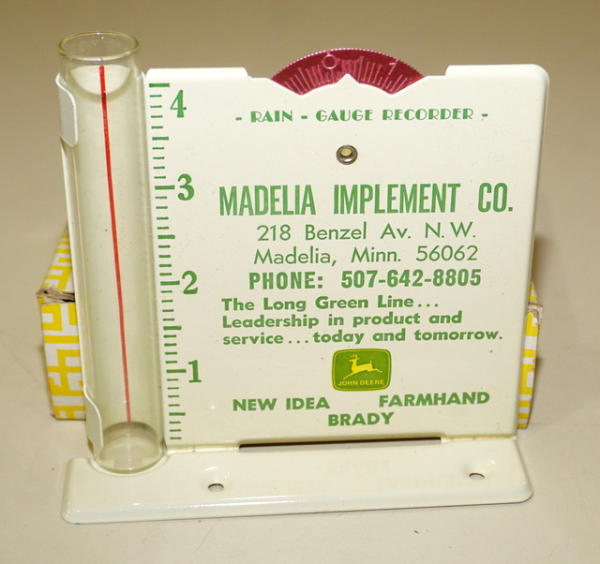 0 7
4
- RAIN - GAUGE RECORDER -
3
MADELIA IMPLEMENT CO.
218 Benzel Av. N.W.
Madelia, Minn. 56062
PHONE: 507-642-8805
2
The Long Green Line...
Leadership in product and
service...today and tomorrow.
1
JOHN DEERE
NEW IDEA FARMHAND
BRADY